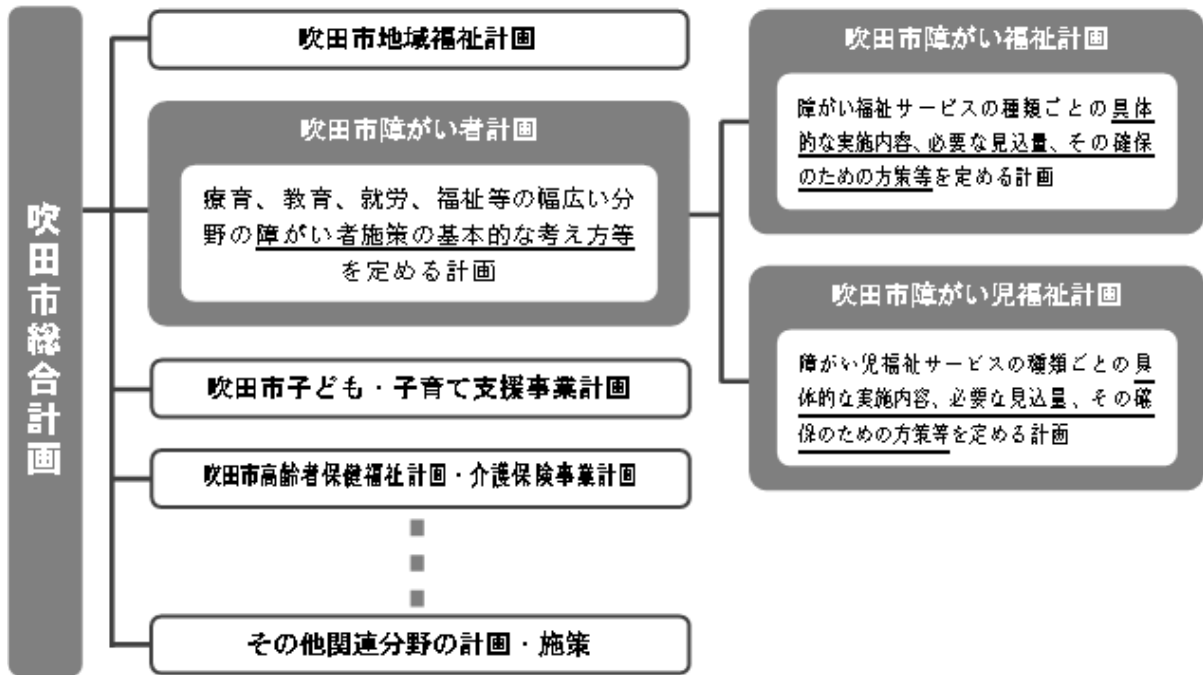 吹田市総合計画
吹田市地域福祉計画
吹田市障がい者計画
療育、教育、就労、福祉等の幅広い分
野の障がい者施策の基本的な考え方等
を定める計画
吹田市子ども・子育て支援事業計画
吹田市高齢者保健福祉計画・介護保険事業計画
その他関連分野の計画・施策
吹田市障がい福祉計画
障がい福祉サービスの種類ごとの具体
的な実施内容、必要な見込量、その確保
のための方策等を定める計画
吹田市障がい児福祉計画
障がい児福祉サービスの種類ごとの具
体的な実施内容、必要な見込量、その確
保のための方策等を定める計画